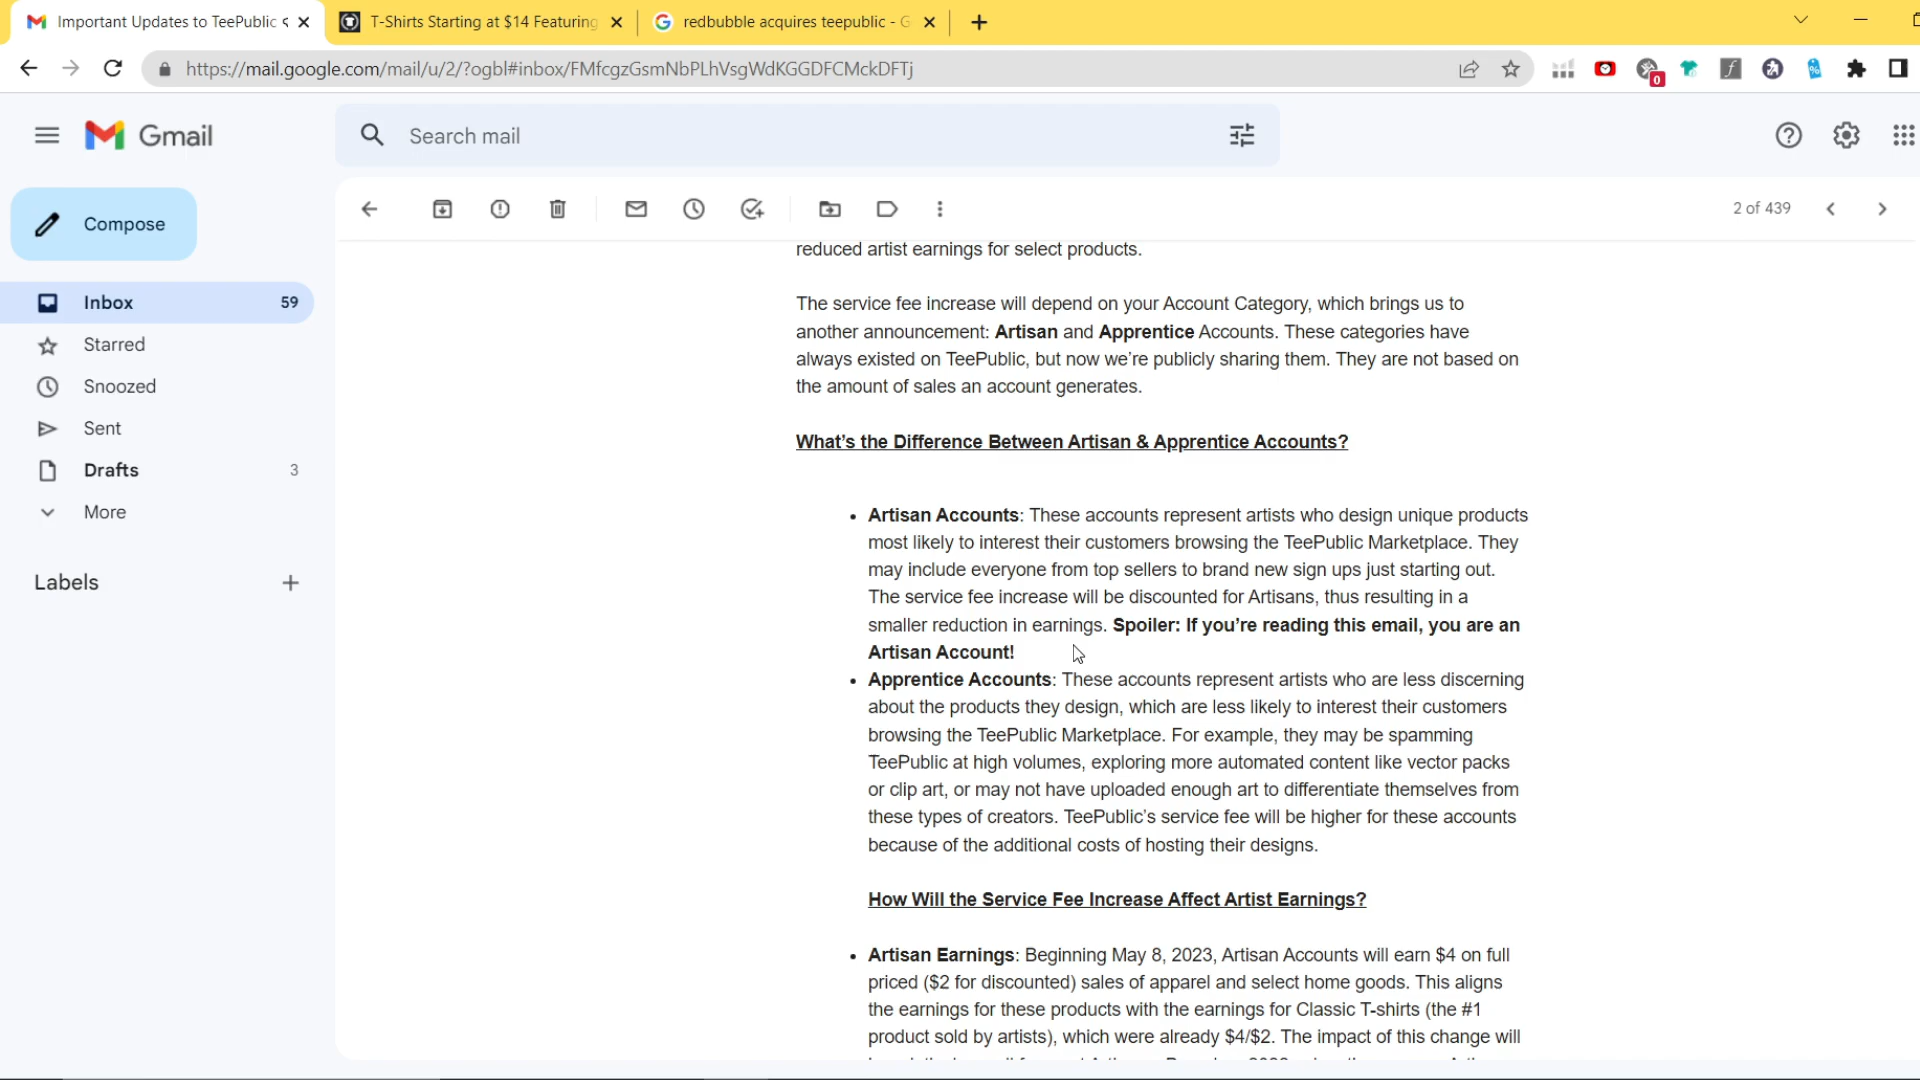 Important Updates to TeePublic
T-Shirts Starting at $14 Featuring
redbubble acquires teepublic - G
https://mail.google.com/mail/u/2/?ogbl#inbox/FMfcgzGsmNbPLhVsgWdKGGDFCMckDFTj
0
Gmail
Search mail
Compose
2 of 439
Inbox 59
Starred
Snoozed
Sent
Drafts 3
More
Labels
reduced artist earnings for select products.
The service fee increase will depend on your Account Category, which brings us to
another announcement: Artisan and Apprentice Accounts. These categories have
always existed on TeePublic, but now we're publicly sharing them. They are not based on
the amount of sales an account generates.
What's the Difference Between Artisan & Apprentice Accounts?
• Artisan Accounts: These accounts represent artists who design unique products
most likely to interest their customers browsing the TeePublic Marketplace. They
may include everyone from top sellers to brand new sign ups just starting out.
The service fee increase will be discounted for Artisans, thus resulting in a
smaller reduction in earnings. Spoiler: If you're reading this email, you are an
Artisan Account!
• Apprentice Accounts: These accounts represent artists who are less discerning
about the products they design, which are less likely to interest their customers
browsing the TeePublic Marketplace. For example, they may be spamming
TeePublic at high volumes, exploring more automated content like vector packs
or clip art, or may not have uploaded enough art to differentiate themselves from
these types of creators. TeePublic's service fee will be higher for these accounts
because of the additional costs of hosting their designs.
How Will the Service Fee Increase Affect Artist Earnings?
• Artisan Earnings: Beginning May 8, 2023, Artisan Accounts will earn $4 on full
priced ($2 for discounted) sales of apparel and select home goods. This aligns
the earnings for these products with the earnings for Classic T-shirts (the #1
product sold by artists), which were already $4/$2. The impact of this change will